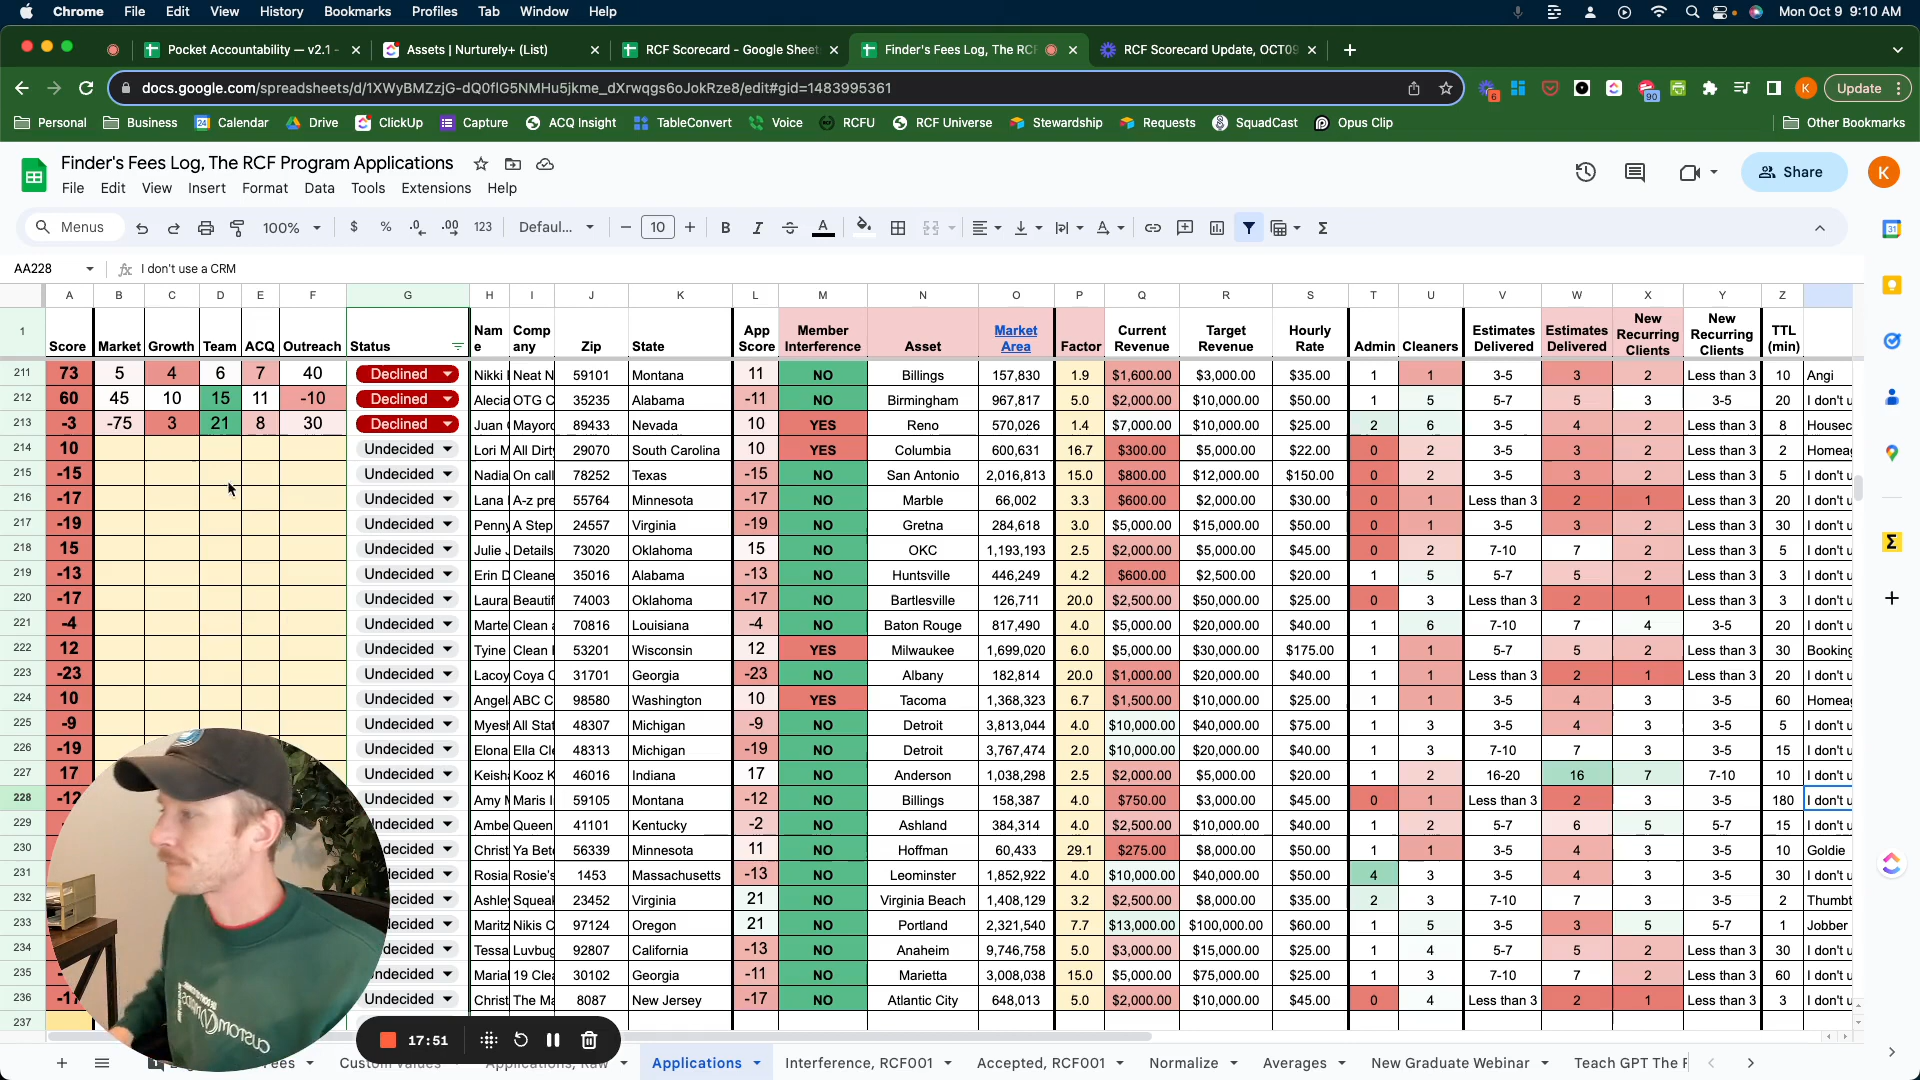 Chrome File Edit View History Bookmarks Profiles Tab Window Help Mon Oct 9 9:10 AM
Pocket Accountability — v2.1 - Assets | Nurturely+ (List) RCF Scorecard - Google Sheet Finder's Fees Log, The RCF RCF Scorecard Update, OCT09
docs.google.com/spreadsheets/d/1XWyBMZzjG-dQ0flG5NMHu5jkme_dXrwqgs6oJokRze8/edit#gid=1483995361 6 90 K Update
Personal Business Calendar Drive ClickUp Capture ACQ Insight TableConvert Voice RCFU RCF Universe Stewardship Requests SquadCast Opus Clip Other Bookmarks
Finder's Fees Log, The RCF Program Applications
File Edit View Insert Format Data Tools Extensions Help Share K
Menus 100% $ % .0 .00 123 Defaul... 10 B I A
AA228 fx I don't use a CRM
A B C D E F G H I J K L M N O P Q R S T U V W X Y Z
1 Score Market Growth Team ACQ Outreach Status Name Company Zip State App Score Member Interference Asset Market Area Factor Current Revenue Target Revenue Hourly Rate Admin Cleaners Estimates Delivered Estimates Delivered New Recurring Clients New Recurring Clients TTL (min)
211 73 5 4 6 7 40 Declined Nikki Neat N 59101 Montana 11 NO Billings 157,830 1.9 $1,600.00 $3,000.00 $35.00 1 1 3-5 3 2 Less than 3 10 Angi
212 60 45 10 15 11 -10 Declined Alecia OTG C 35235 Alabama -11 NO Birmingham 967,817 5.0 $2,000.00 $10,000.00 $50.00 1 5 5-7 5 3 3-5 20 I don't u
213 -3 -75 3 21 8 30 Declined Juan Mayor 89433 Nevada 10 YES Reno 570,026 1.4 $7,000.00 $10,000.00 $25.00 2 6 3-5 4 2 Less than 3 8 Housec
214 10 Undecided Lori M All Dirt 29070 South Carolina 10 YES Columbia 600,631 16.7 $300.00 $5,000.00 $22.00 0 2 3-5 3 2 Less than 3 2 Homea
215 -15 Undecided Nadia On call 78252 Texas -15 NO San Antonio 2,016,813 15.0 $800.00 $12,000.00 $150.00 0 2 3-5 3 2 Less than 3 5 I don't u
216 -17 Undecided Lana A-z pre 55764 Minnesota -17 NO Marble 66,002 3.3 $600.00 $2,000.00 $30.00 0 1 Less than 3 2 1 Less than 3 20 I don't u
217 -19 Undecided Penny A Step 24557 Virginia -19 NO Gretna 284,618 3.0 $5,000.00 $15,000.00 $50.00 0 1 3-5 3 2 Less than 3 30 I don't u
218 15 Undecided Julie Details 73020 Oklahoma 15 NO OKC 1,193,193 2.5 $2,000.00 $5,000.00 $45.00 0 2 7-10 7 2 Less than 3 5 I don't u
219 -13 Undecided Erin D Cleane 35016 Alabama -13 NO Huntsville 446,249 4.2 $600.00 $2,500.00 $20.00 1 5 5-7 5 2 Less than 3 3 I don't u
220 -17 Undecided Laura Beautif 74003 Oklahoma -17 NO Bartlesville 126,711 20.0 $2,500.00 $50,000.00 $25.00 0 3 Less than 3 2 1 Less than 3 3 I don't u
221 -4 Undecided Marte Clean 70816 Louisiana -4 NO Baton Rouge 817,490 4.0 $5,000.00 $20,000.00 $40.00 1 6 7-10 7 4 3-5 20 I don't u
222 12 Undecided Tyine Clean 53201 Wisconsin 12 YES Milwaukee 1,699,020 6.0 $5,000.00 $30,000.00 $175.00 1 1 5-7 5 2 Less than 3 30 Booking
223 -23 Undecided Lacoy Coya C 31701 Georgia -23 NO Albany 182,814 20.0 $1,000.00 $20,000.00 $40.00 1 1 Less than 3 2 1 Less than 3 20 I don't u
224 10 Undecided Angel ABC C 98580 Washington 10 YES Tacoma 1,368,323 6.7 $1,500.00 $10,000.00 $25.00 1 1 3-5 4 3 3-5 60 Homea
225 -9 Undecided Myesh All Stat 48307 Michigan -9 NO Detroit 3,813,044 4.0 $10,000.00 $40,000.00 $75.00 1 3 3-5 4 3 3-5 5 I don't u
226 -19 Undecided Elona Ella Cl 48313 Michigan -19 NO Detroit 3,767,474 2.0 $10,000.00 $20,000.00 $40.00 1 3 7-10 7 3 3-5 15 I don't u
227 17 Undecided Keish Kooz K 46016 Indiana 17 NO Anderson 1,038,298 2.5 $2,000.00 $5,000.00 $20.00 1 2 16-20 16 7 7-10 10 I don't u
228 -12 Undecided Amy M Maris I 59105 Montana -12 NO Billings 158,387 4.0 $750.00 $3,000.00 $45.00 0 1 Less than 3 2 3 3-5 180 I don't u
229 ndecided Ambe Queen 41101 Kentucky -2 NO Ashland 384,314 4.0 $2,500.00 $10,000.00 $40.00 1 2 5-7 6 5 5-7 15 I don't u
230 decided Christ Ya Bet 56339 Minnesota 11 NO Hoffman 60,433 29.1 $275.00 $8,000.00 $50.00 1 1 3-5 4 3 3-5 10 Goldie
231 ecided Rosia Rosie's 1453 Massachusetts -13 NO Leominster 1,852,922 4.0 $10,000.00 $40,000.00 $50.00 4 3 3-5 4 3 3-5 30 I don't u
232 ecided Ashle Squea 23452 Virginia 21 NO Virginia Beach 1,408,129 3.2 $2,500.00 $8,000.00 $35.00 2 3 7-10 7 3 3-5 2 Thumbt
233 ecided Maritz Nikis C 97124 Oregon 21 NO Portland 2,321,540 7.7 $13,000.00 $100,000.00 $60.00 1 5 3-5 3 5 5-7 1 Jobber
234 decided Tessa Luvbug 92807 California -13 NO Anaheim 9,746,758 5.0 $3,000.00 $15,000.00 $25.00 1 4 5-7 5 2 Less than 3 30 I don't u
235 decided Marial 19 Clea 30102 Georgia -11 NO Marietta 3,008,038 15.0 $5,000.00 $75,000.00 $25.00 1 3 7-10 7 2 Less than 3 60 I don't u
236 -17 Undecided Christ The Ma 8087 New Jersey -17 NO Atlantic City 648,013 5.0 $2,000.00 $10,000.00 $45.00 0 4 Less than 3 2 1 Less than 3 3 I don't u
237
17:51
Applications Interference, RCF001 Accepted, RCF001 Normalize Averages New Graduate Webinar Teach GPT The F